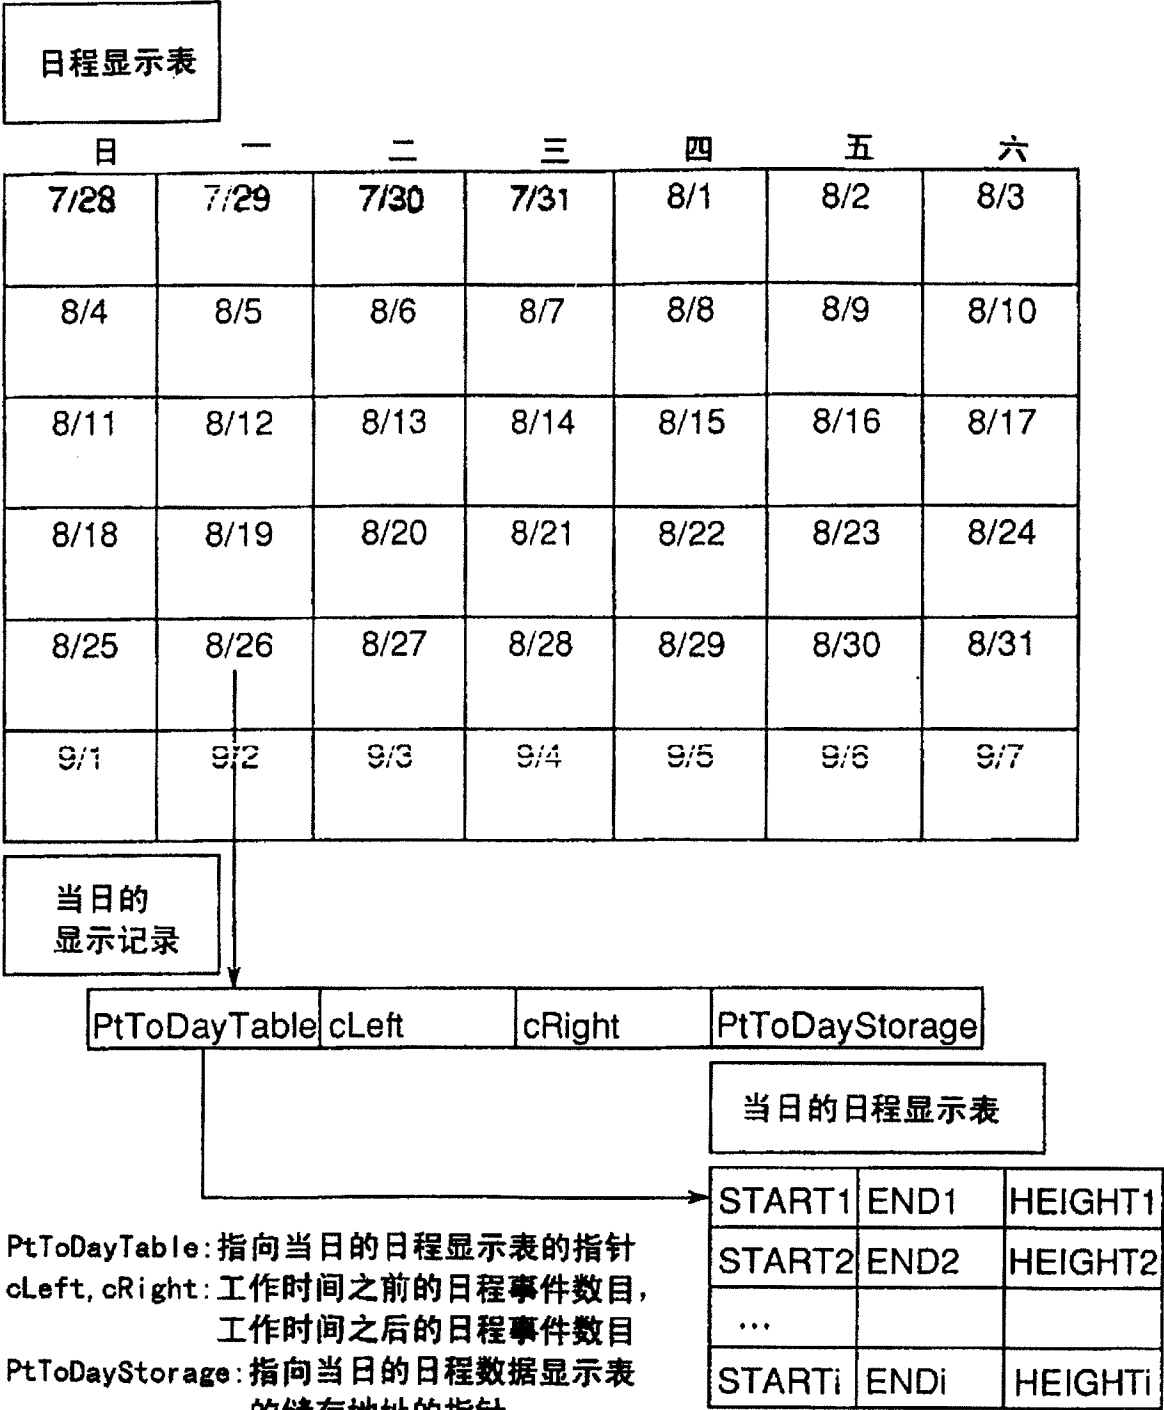 日程显示表
日 一 二 三 四 五 六
7/28 7/29 7/30 7/31 8/1 8/2 8/3
8/4 8/5 8/6 8/7 8/8 8/9 8/10
8/11 8/12 8/13 8/14 8/15 8/16 8/17
8/18 8/19 8/20 8/21 8/22 8/23 8/24
8/25 8/26 8/27 8/28 8/29 8/30 8/31
9/1 9/2 9/3 9/4 9/5 9/6 9/7
当日的
显示记录
PtToDayTable cLeft cRight PtToDayStorage
当日的日程显示表
START1 END1 HEIGHT1
START2 END2 HEIGHT2
...
STARTi ENDi HEIGHTi
PtToDayTable:指向当日的日程显示表的指针
cLeft,cRight:工作时间之前的日程事件数目,
工作时间之后的日程事件数目
PtToDayStorage:指向当日的日程数据显示表
的储存地址的指针